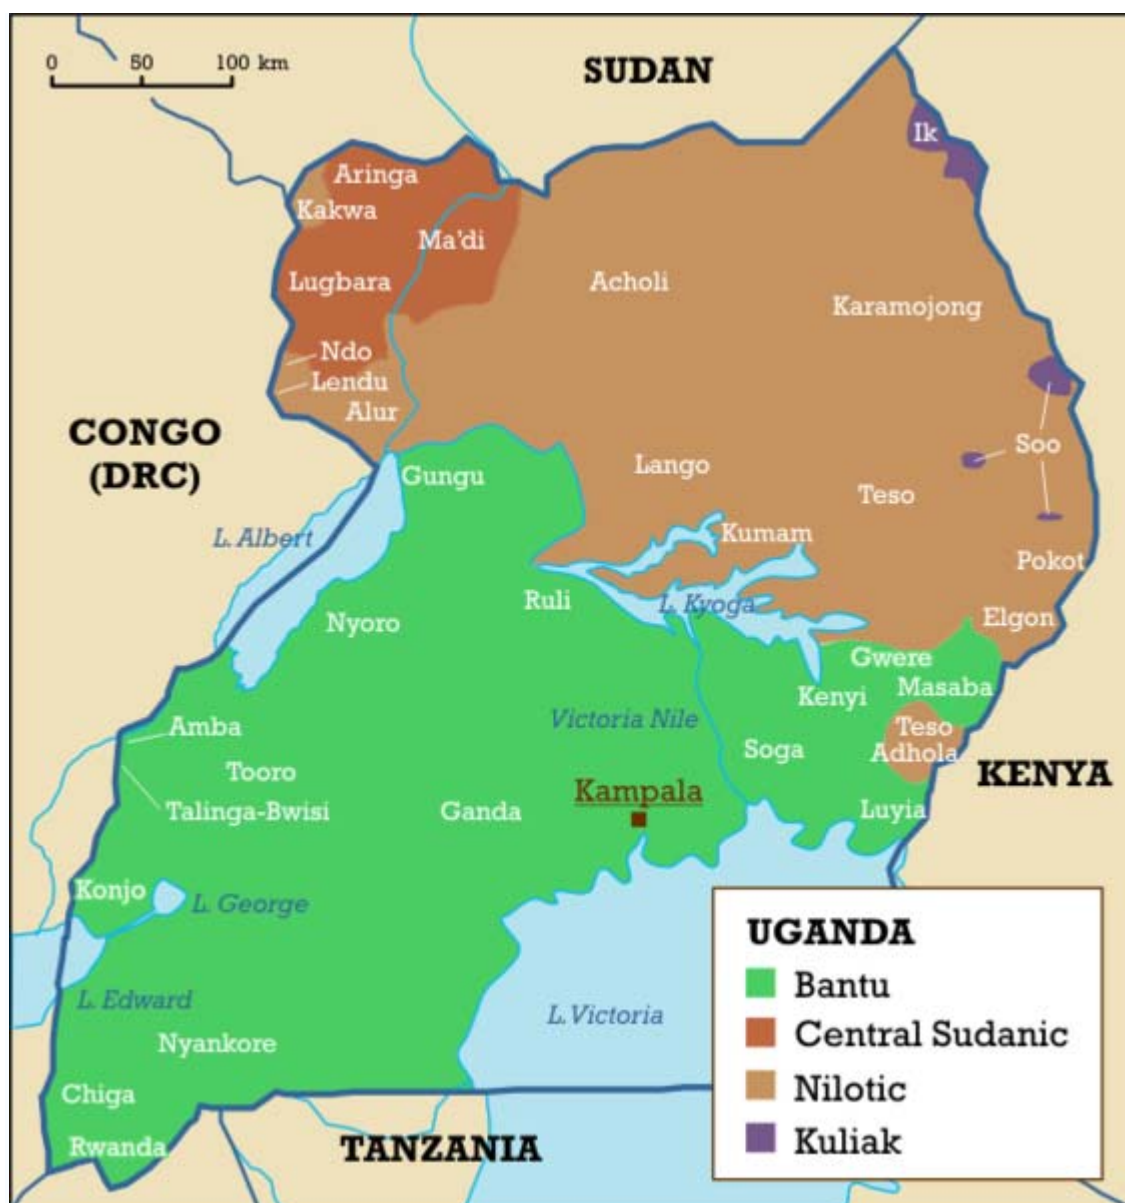 0 50 100 km
SUDAN
Ik
Aringa
Kakwa
Ma'di
Lugbara
Acholi
Karamojong
Ndo
Lendu
Alur
CONGO
(DRC)
Soo
Lango
Gungu
Teso
L. Albert
Kumam
Pokot
Ruli
L. Kyoga
Nyoro
Elgon
Gwere
Masaba
Kenyi
Victoria Nile
Amba
Teso
Adhola
Soga
Tooro
KENYA
Kampala
Talinga-Bwisi
Ganda
Luyia
Konjo
L. George
L. Edward
L. Victoria
Nyankore
Chiga
Rwanda
TANZANIA
UGANDA
Bantu
Central Sudanic
Nilotic
Kuliak